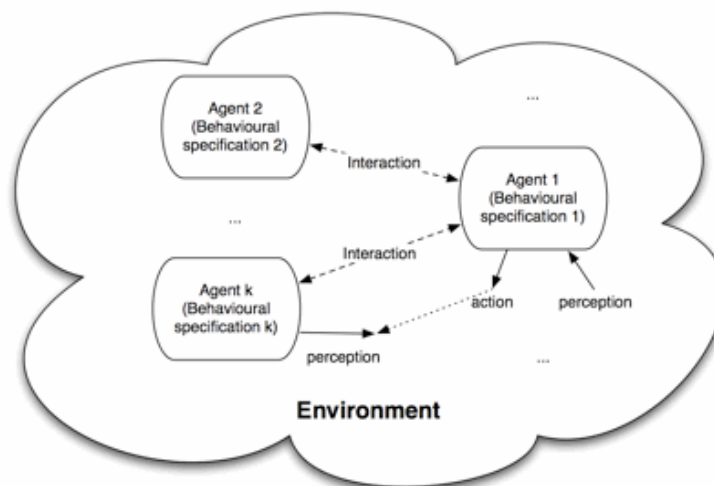 ...
Agent 2
(Behavioural
specification 2)
Interaction
Agent 1
(Behavioural
specification 1)
...
Interaction
Agent k
(Behavioural
specification k)
action
perception
perception
...
Environment